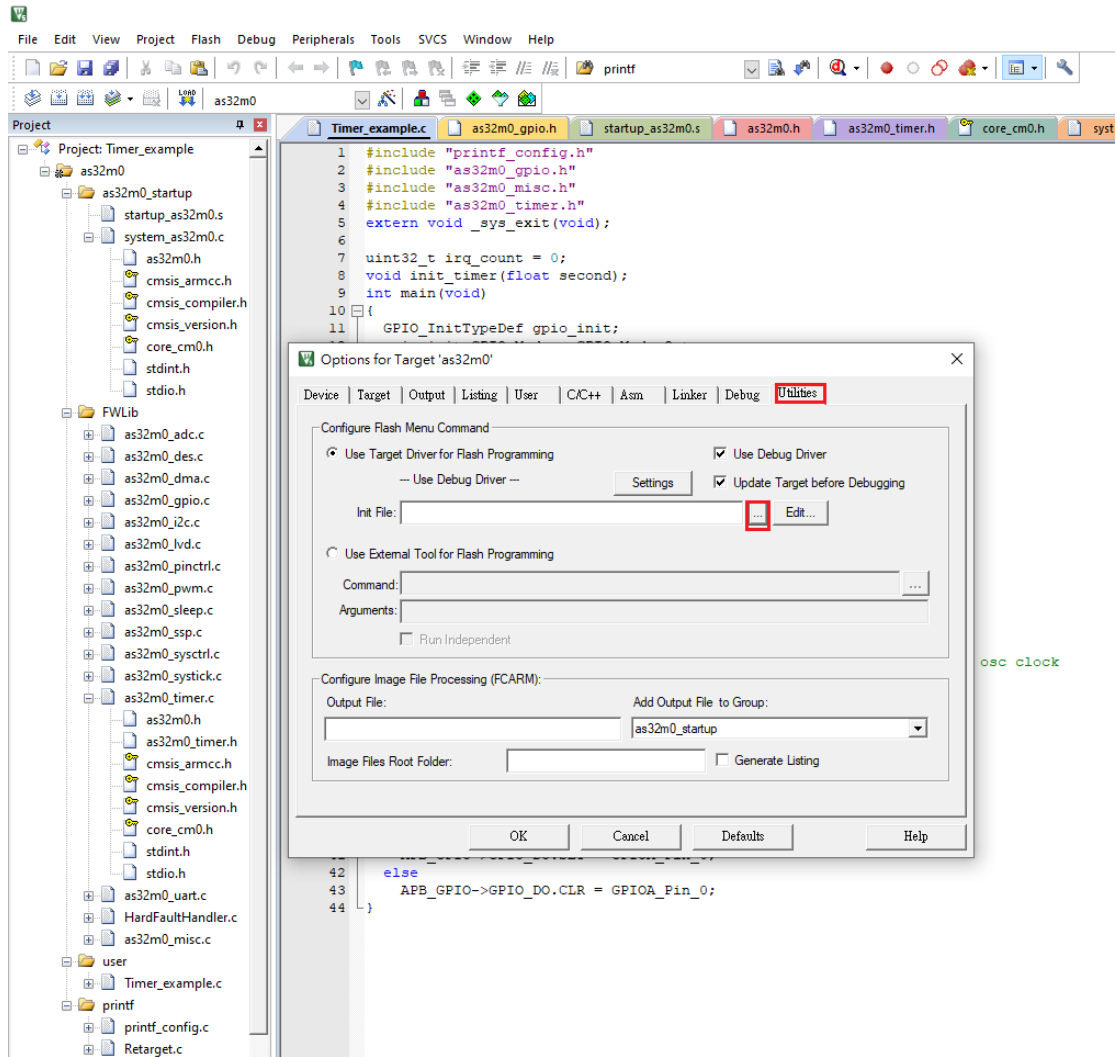 File Edit View Project Flash Debug Peripherals Tools SVCS Window Help
printf
LOAD as32m0
Project
Timer_example.c as32m0_gpio.h startup_as32m0.s as32m0.h as32m0_timer.h core_cm0.h syst
Project: Timer_example
as32m0
as32m0_startup
startup_as32m0.s
system_as32m0.c
as32m0.h
cmsis_armcc.h
cmsis_compiler.h
cmsis_version.h
core_cm0.h
stdint.h
stdio.h
FWLib
as32m0_adc.c
as32m0_des.c
as32m0_dma.c
as32m0_gpio.c
as32m0_i2c.c
as32m0_lvd.c
as32m0_pinctrl.c
as32m0_pwm.c
as32m0_sleep.c
as32m0_ssp.c
as32m0_sysctrl.c
as32m0_systick.c
as32m0_timer.c
as32m0.h
as32m0_timer.h
cmsis_armcc.h
cmsis_compiler.h
cmsis_version.h
core_cm0.h
stdint.h
stdio.h
as32m0_uart.c
HardFaultHandler.c
as32m0_misc.c
user
Timer_example.c
printf
printf_config.c
Retarget.c
1 #include "printf_config.h"
2 #include "as32m0_gpio.h"
3 #include "as32m0_misc.h"
4 #include "as32m0_timer.h"
5 extern void _sys_exit(void);
6
7 uint32_t irq_count = 0;
8 void init_timer(float second);
9 int main(void)
10 {
11 GPIO_InitTypeDef gpio_init;
Options for Target 'as32m0'
Device Target Output Listing User C/C++ Asm Linker Debug Utilities
Configure Flash Menu Command
Use Target Driver for Flash Programming Use Debug Driver
--- Use Debug Driver --- Settings Update Target before Debugging
Init File: ... Edit...
Use External Tool for Flash Programming
Command: ...
Arguments:
Run Independent
Configure Image File Processing (FCARM):
Output File: Add Output File to Group:
as32m0_startup
Image Files Root Folder: Generate Listing
OK Cancel Defaults Help
osc clock
42 else
43 APB_GPIO->GPIO_DO.CLR = GPIOA_Pin_0;
44 }